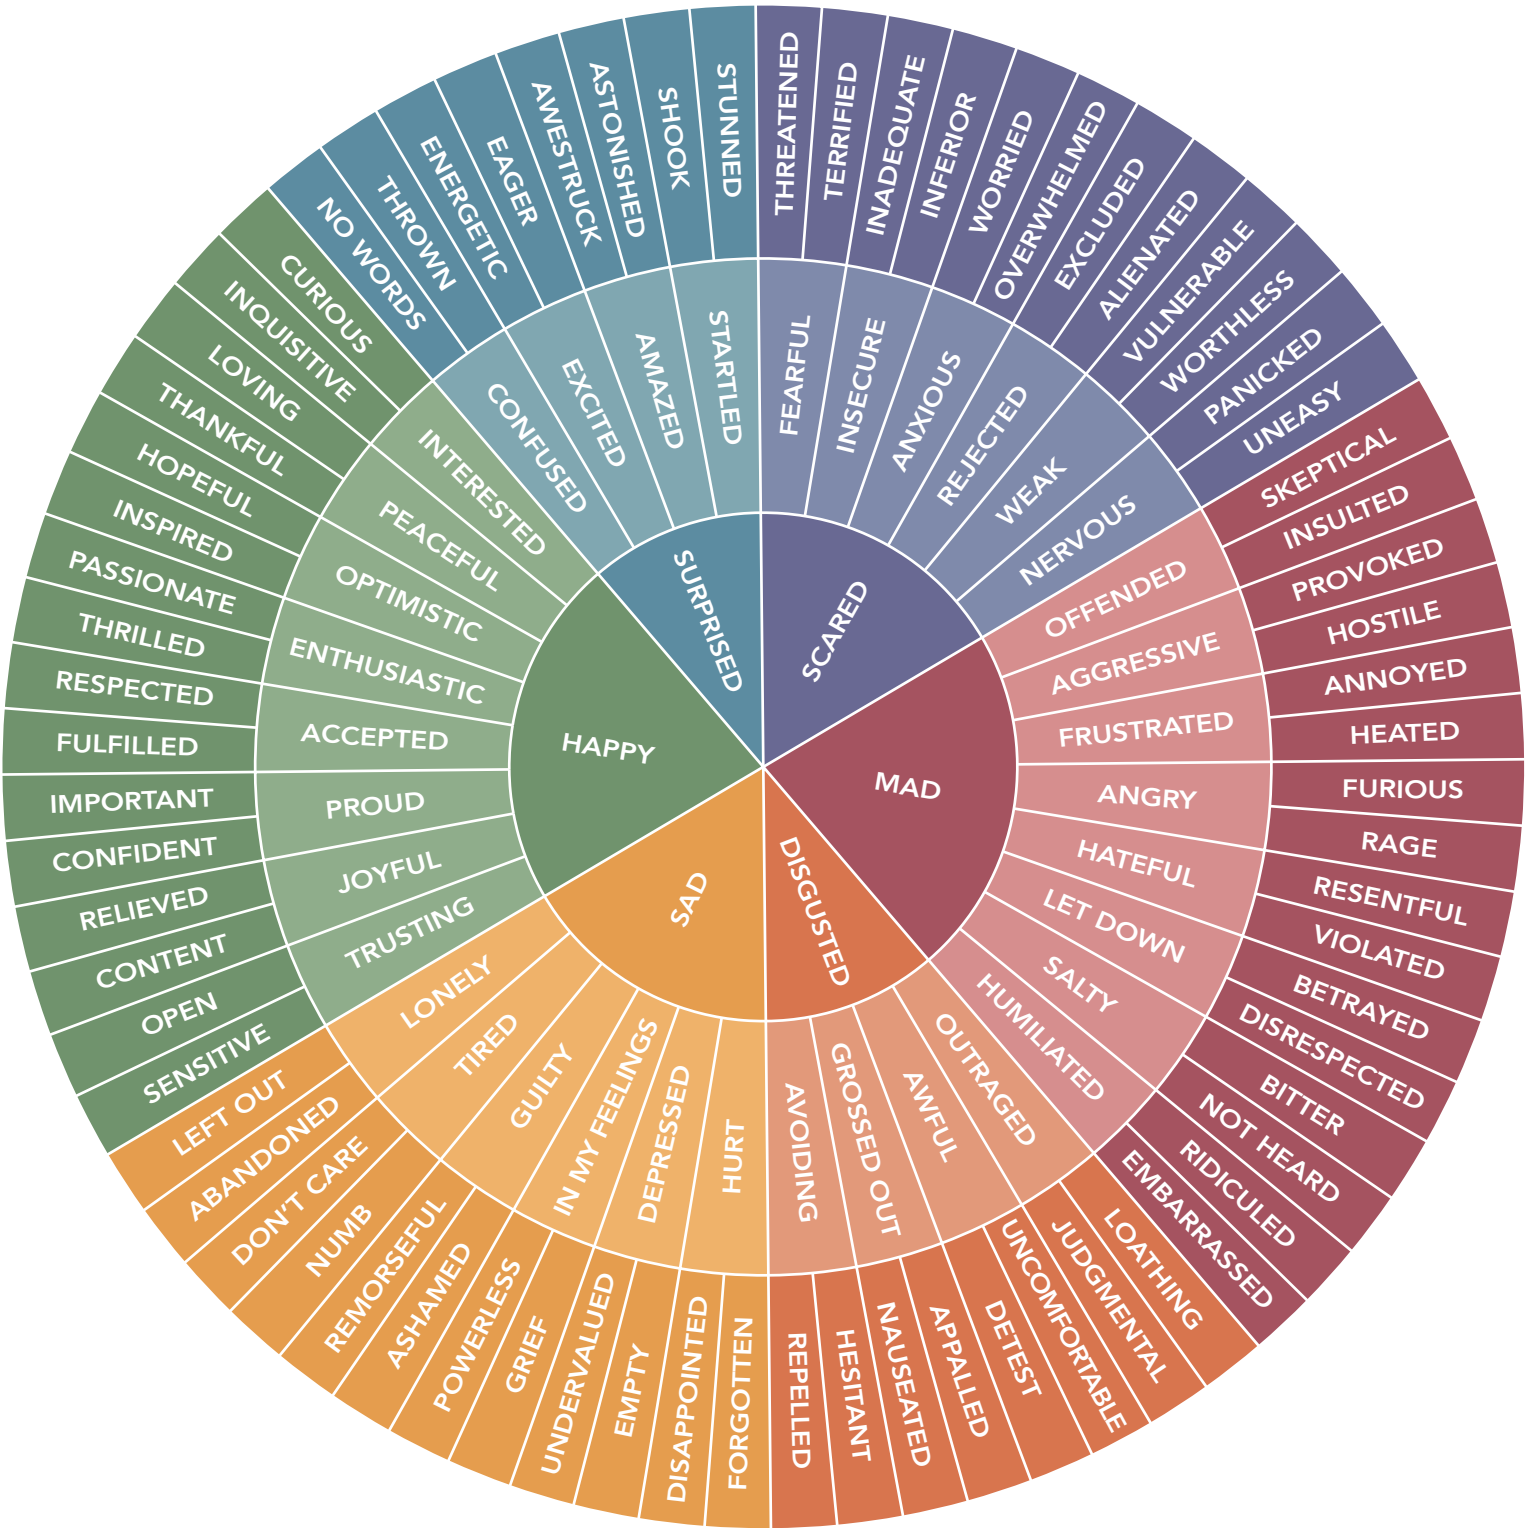 SURPRISED
SCARED
MAD
DISGUSTED
SAD
HAPPY
STARTLED
AMAZED
EXCITED
CONFUSED
FEARFUL
INSECURE
ANXIOUS
REJECTED
WEAK
NERVOUS
OFFENDED
AGGRESSIVE
FRUSTRATED
ANGRY
HATEFUL
LET DOWN
SALTY
HUMILIATED
OUTRAGED
AWFUL
GROSSED OUT
AVOIDING
HURT
DEPRESSED
IN MY FEELINGS
GUILTY
TIRED
LONELY
TRUSTING
JOYFUL
PROUD
ACCEPTED
ENTHUSIASTIC
OPTIMISTIC
PEACEFUL
INTERESTED
THREATENED
TERRIFIED
INADEQUATE
INFERIOR
WORRIED
OVERWHELMED
EXCLUDED
ALIENATED
VULNERABLE
WORTHLESS
PANICKED
UNEASY
SKEPTICAL
INSULTED
PROVOKED
HOSTILE
ANNOYED
HEATED
FURIOUS
RAGE
RESENTFUL
VIOLATED
BETRAYED
DISRESPECTED
BITTER
NOT HEARD
RIDICULED
EMBARRASSED
LOATHING
JUDGMENTAL
UNCOMFORTABLE
DETEST
APPALLED
NAUSEATED
HESITANT
REPELLED
FORGOTTEN
DISAPPOINTED
EMPTY
UNDERVALUED
GRIEF
POWERLESS
ASHAMED
REMORSEFUL
NUMB
DON'T CARE
ABANDONED
LEFT OUT
SENSITIVE
OPEN
CONTENT
RELIEVED
CONFIDENT
IMPORTANT
FULFILLED
RESPECTED
THRILLED
PASSIONATE
INSPIRED
HOPEFUL
THANKFUL
LOVING
INQUISITIVE
CURIOUS
NO WORDS
THROWN
ENERGETIC
EAGER
AWESTRUCK
ASTONISHED
SHOOK
STUNNED